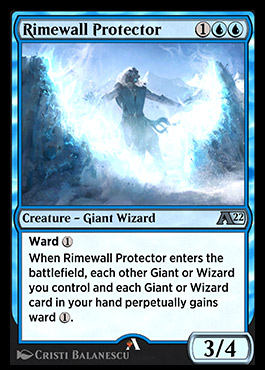 Rimewall Protector 1
Creature – Giant Wizard A22
Ward 1
When Rimewall Protector enters the
battlefield, each other Giant or Wizard
you control and each Giant or Wizard
card in your hand perpetually gains
ward 1.
Cristi Balanescu 3/4